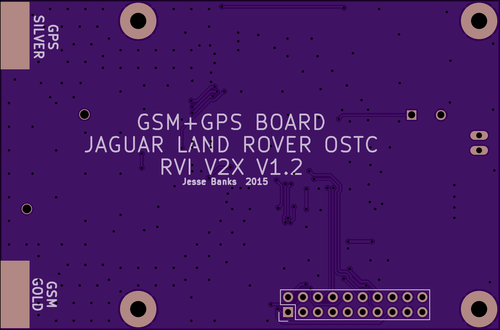 GPS
SILVER
GSM+GPS BOARD
JAGUAR LAND ROVER OSTC
RVI V2X V1.2
Jesse Banks 2015
GSM
GOLD